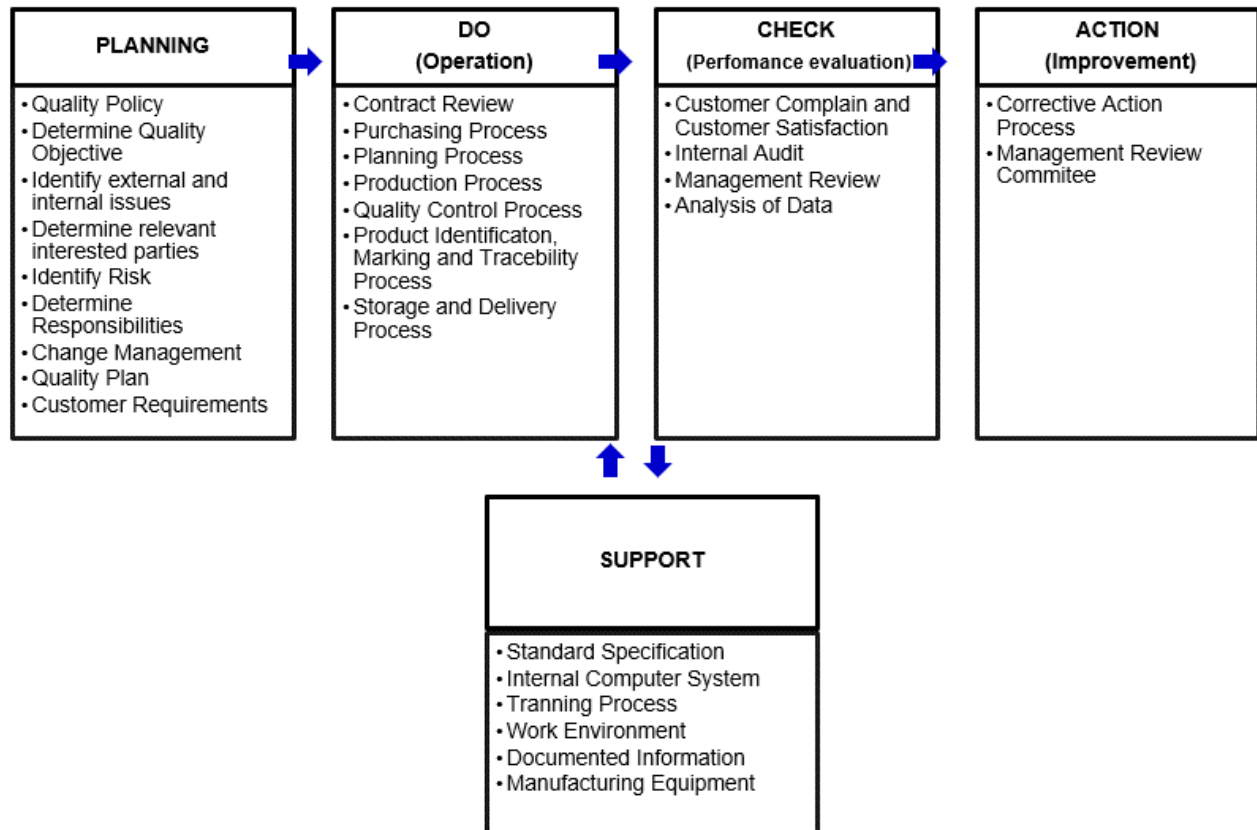 PLANNING
• Quality Policy
• Determine Quality
Objective
• Identify external and
internal issues
• Determine relevant
interested parties
• Identify Risk
• Determine
Responsibilities
• Change Management
• Quality Plan
• Customer Requirements
DO
(Operation)
• Contract Review
• Purchasing Process
• Planning Process
• Production Process
• Quality Control Process
• Product Identificaton,
Marking and Tracebility
Process
• Storage and Delivery
Process
CHECK
(Perfomance evaluation)
• Customer Complain and
Customer Satisfaction
• Internal Audit
• Management Review
• Analysis of Data
ACTION
(Improvement)
• Corrective Action
Process
• Management Review
Commitee
SUPPORT
• Standard Specification
• Internal Computer System
• Tranning Process
• Work Environment
• Documented Information
• Manufacturing Equipment